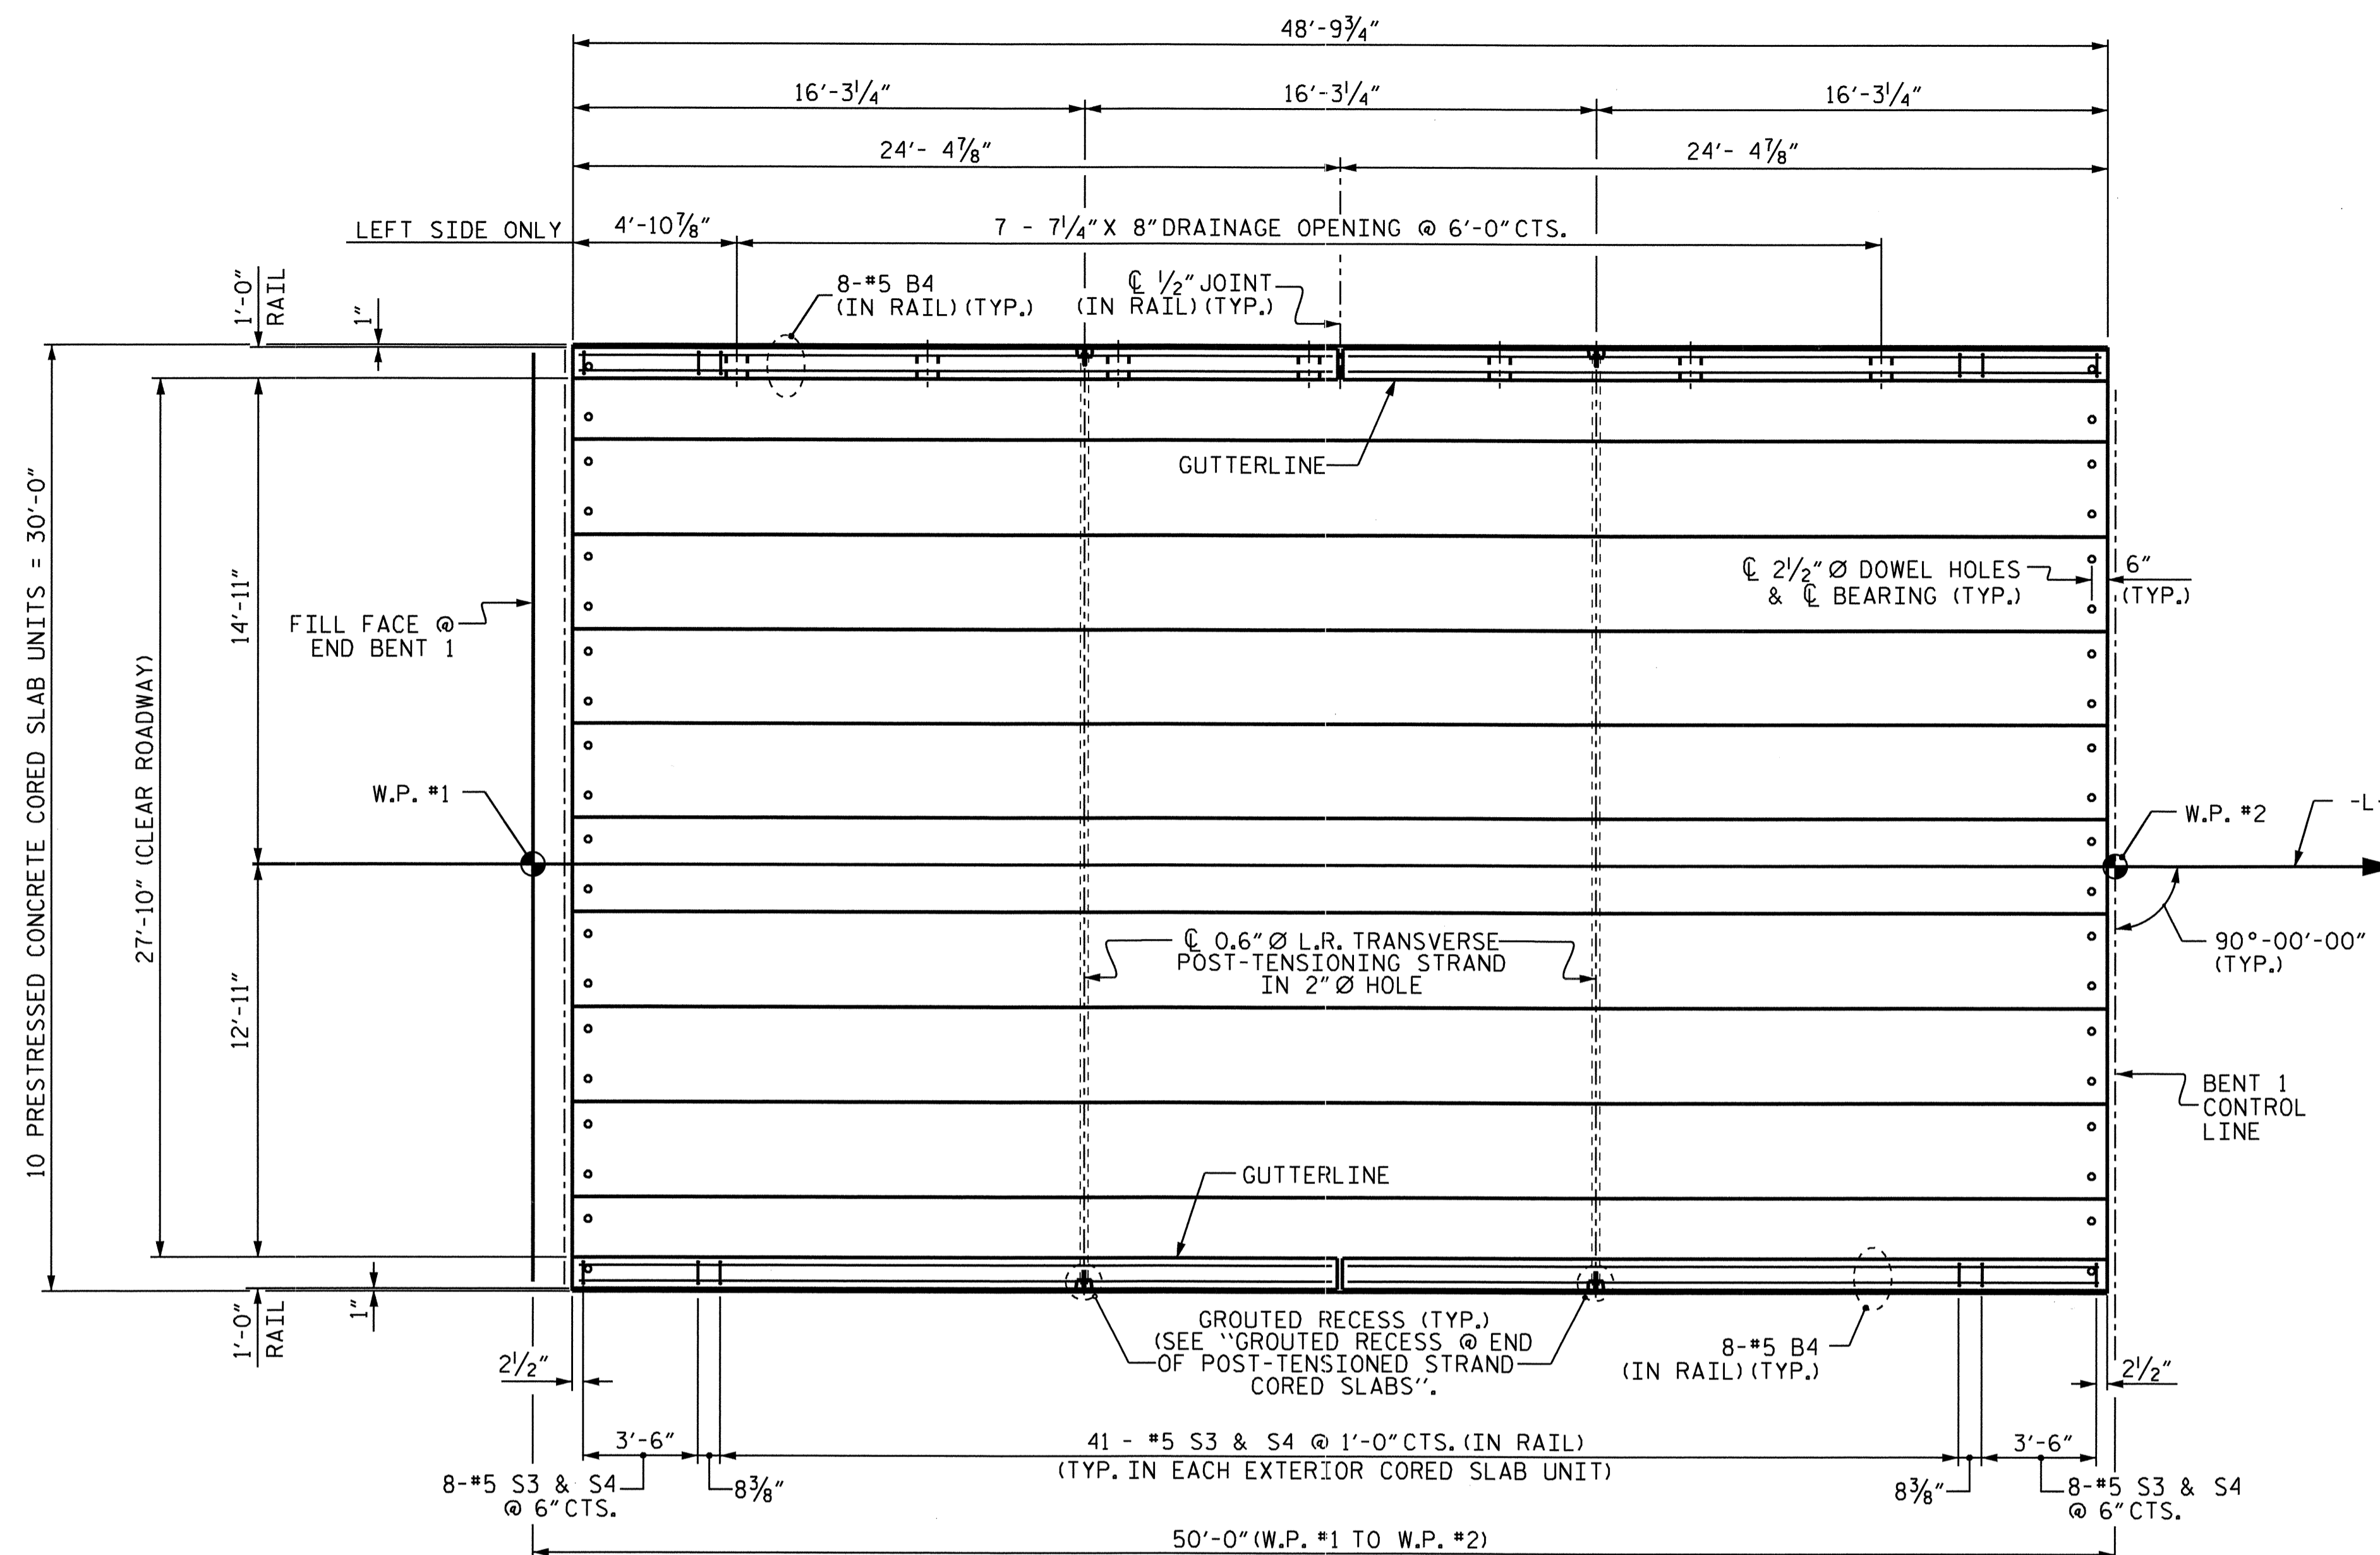 48'-9¾"
16'-3¼"
16'-3¼"
16'-3¼"
24'- 4⅞"
24'- 4⅞"
LEFT SIDE ONLY
4'-10⅞"
7 - 7¼" X 8" DRAINAGE OPENING @ 6'-0" CTS.
1'-0"
RAIL
1"
8-#5 B4
(IN RAIL) (TYP.)
℄ ½" JOINT
(IN RAIL) (TYP.)
GUTTERLINE
10 PRESTRESSED CONCRETE CORED SLAB UNITS = 30'-0"
27'-10" (CLEAR ROADWAY)
14'-11"
12'-11"
FILL FACE @
END BENT 1
℄ 2½" Ø DOWEL HOLES
& ℄ BEARING (TYP.)
6"
(TYP.)
W.P. #1
W.P. #2
-L
90°-00'-00"
(TYP.)
℄ 0.6" Ø L.R. TRANSVERSE
POST-TENSIONING STRAND
IN 2" Ø HOLE
BENT 1
CONTROL
LINE
GUTTERLINE
1'-0"
RAIL
1"
GROUTED RECESS (TYP.)
(SEE "GROUTED RECESS @ END
OF POST-TENSIONED STRAND
CORED SLABS".
8-#5 B4
(IN RAIL) (TYP.)
2½"
2½"
3'-6"
41 - #5 S3 & S4 @ 1'-0" CTS. (IN RAIL)
(TYP. IN EACH EXTERIOR CORED SLAB UNIT)
3'-6"
8-#5 S3 & S4
@ 6" CTS.
8⅜"
8⅜"
8-#5 S3 & S4
@ 6" CTS.
50'-0" (W.P. #1 TO W.P. #2)